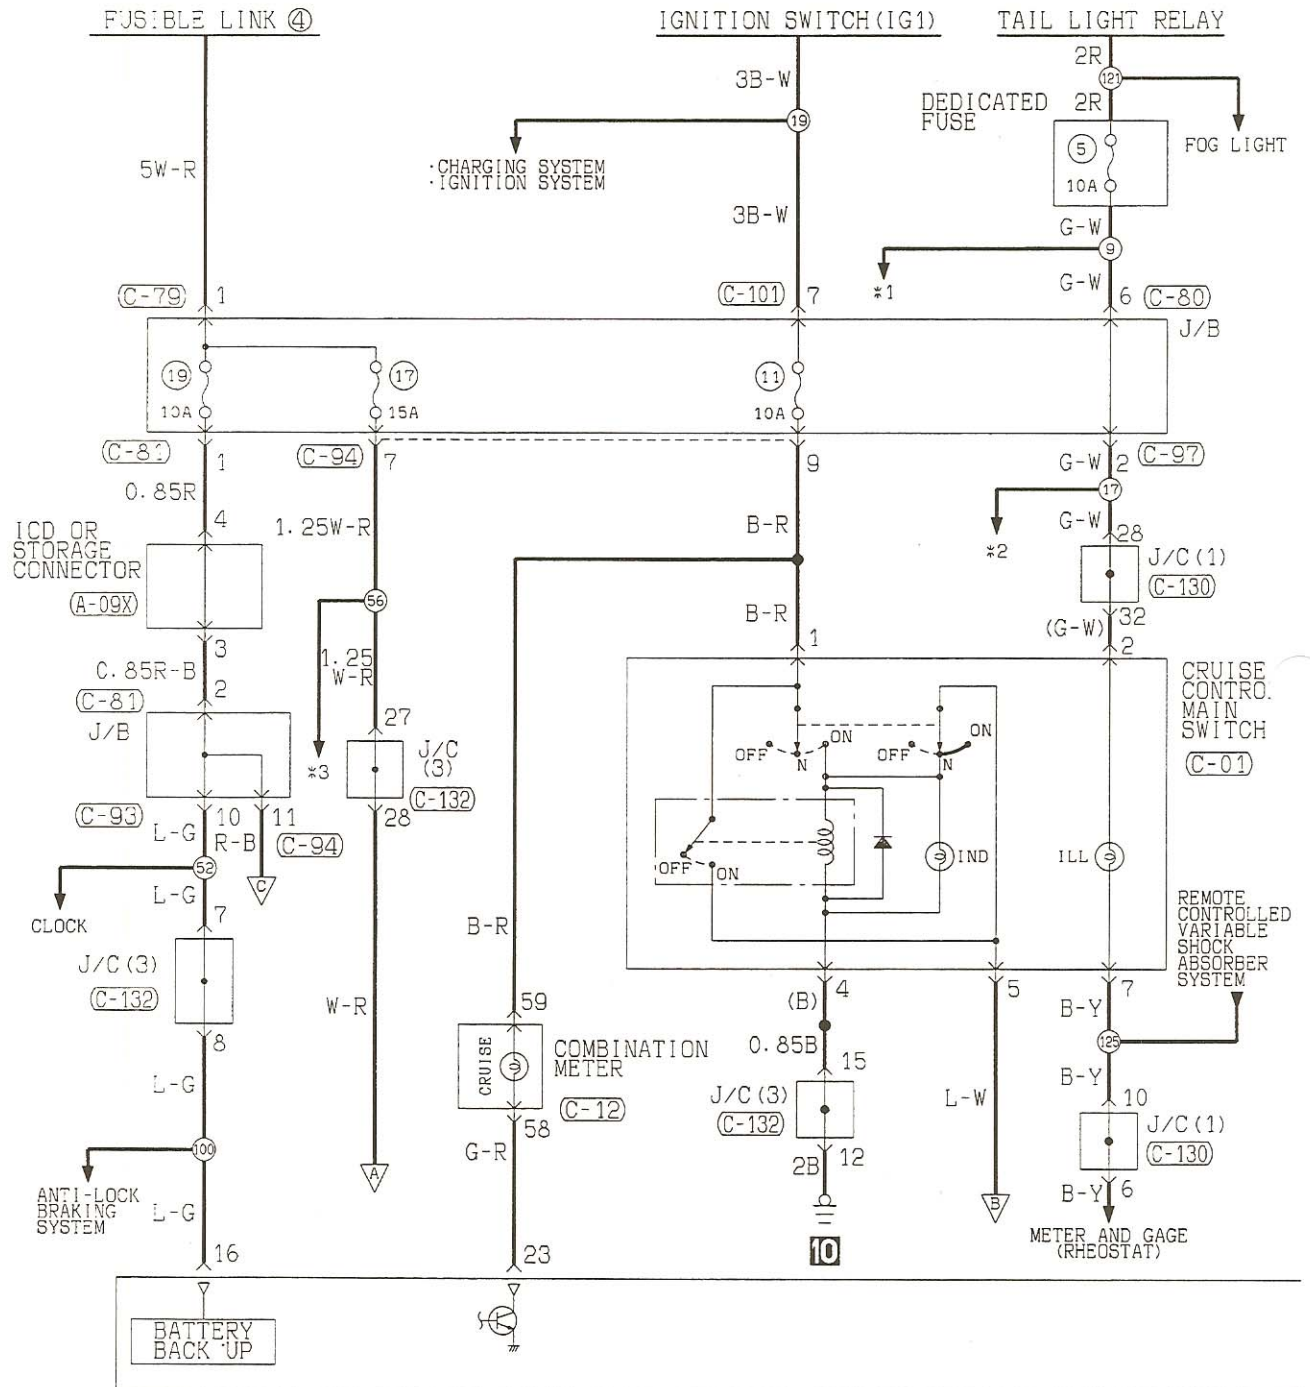 FUSIBLE LINK ④
IGNITION SWITCH(IG1)
TAIL LIGHT RELAY
2R
3B-W
121
DEDICATED
FUSE
2R
19
5
10A
FOG LIGHT
5W-R
·CHARGING SYSTEM
·IGNITION SYSTEM
3B-W
G-W
9
*1
G-W
C-79 1
C-101 7
6 C-80
J/B
19
17
11
10A
15A
10A
C-81 1
C-94 7
9
G-W 2 C-97
0.85R
17
4
1.25W-R
B-R
G-W
*2
28
ICD OR
STORAGE
CONNECTOR
J/C(1)
A-09X
C-130
56
B-R
32
(G-W)
3
1
2
1.25
W-R
0.85R-B
C-81 2
CRUISE
CONTRO.
MAIN
SWITCH
27
J/B
ON
ON
J/C
(3)
OFF
N
OFF
N
C-01
*3
C-132
C-93 10 11
28
L-G
R-B
C-94
52
OFF
ON
IND
ILL
C
L-G
CLOCK
7
B-R
REMOTE
CONTROLLED
VARIABLE
SHOCK
ABSORBER
SYSTEM
J/C(3)
C-132
W-R
59
(B)
4
5
7
B-Y
8
CRUISE
COMBINATION
METER
0.85B
125
15
L-G
B-Y
10
J/C(3)
L-W
C-12
C-132
J/C(1)
58
C-130
100
G-R
2B
12
A
B-Y
6
ANTI-LOCK
BRAKING
SYSTEM
L-G
B
METER AND GAGE
(RHEOSTAT)
16
23
10
BATTERY
BACK UP